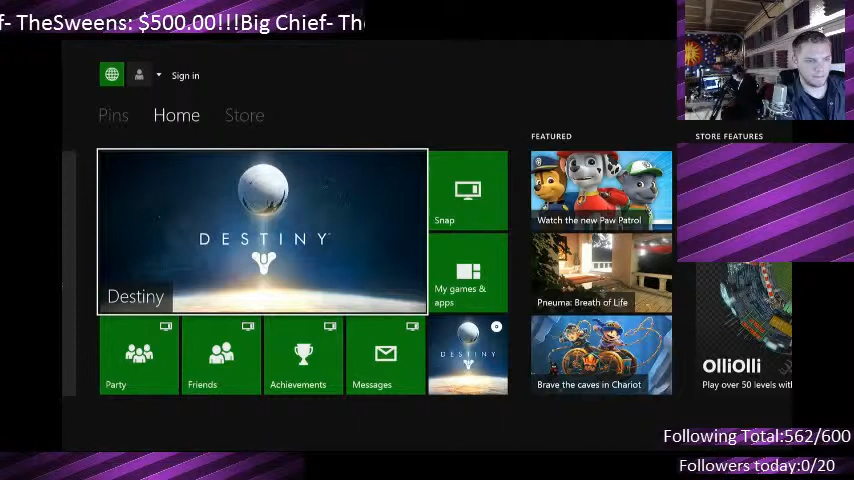 f- TheSweens: $500.00!!!Big Chief- Th
Sign in
Pins Home Store
FEATURED
STORE FEATURES
DESTINY
Destiny
Snap
My games & apps
Watch the new Paw Patrol
Pneuma: Breath of Life
Party
Friends
Achievements
Messages
DESTINY
Brave the caves in Chariot
OlliOlli
Play over 50 levels with
Following Total:562/600
Followers today:0/20